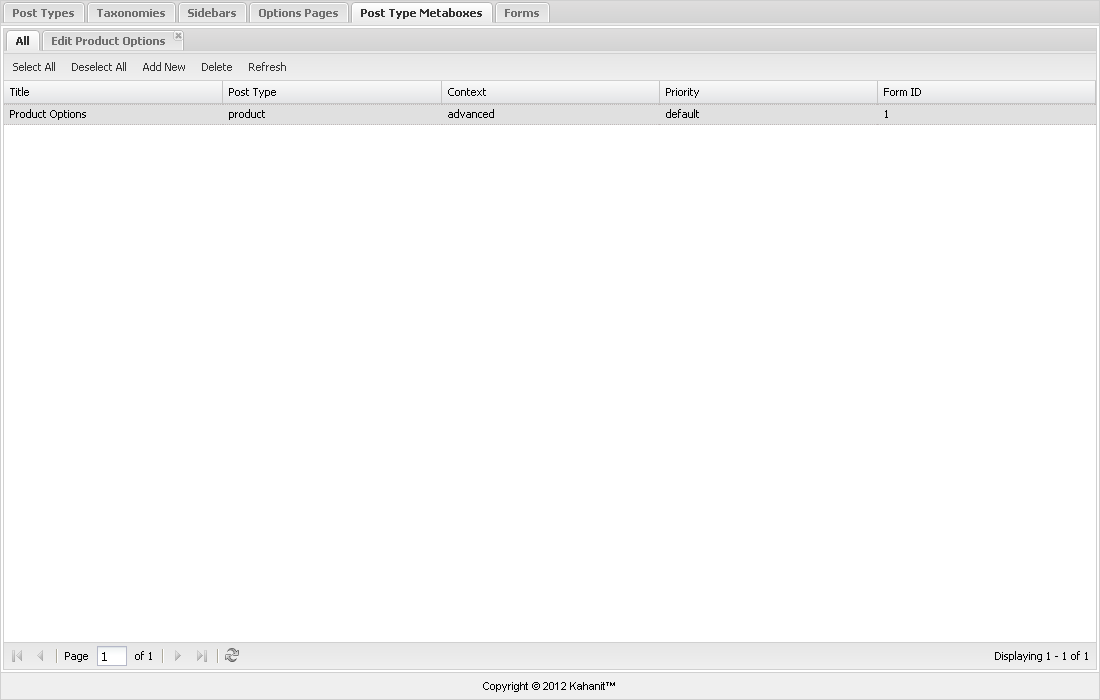 Post Types Taxonomies Sidebars Options Pages Post Type Metaboxes Forms
All Edit Product Options
Select All Deselect All Add New Delete Refresh
Title Post Type Context Priority Form ID
Product Options product advanced default 1
Page 1 of 1 Displaying 1 - 1 of 1
Copyright © 2012 Kahanit™